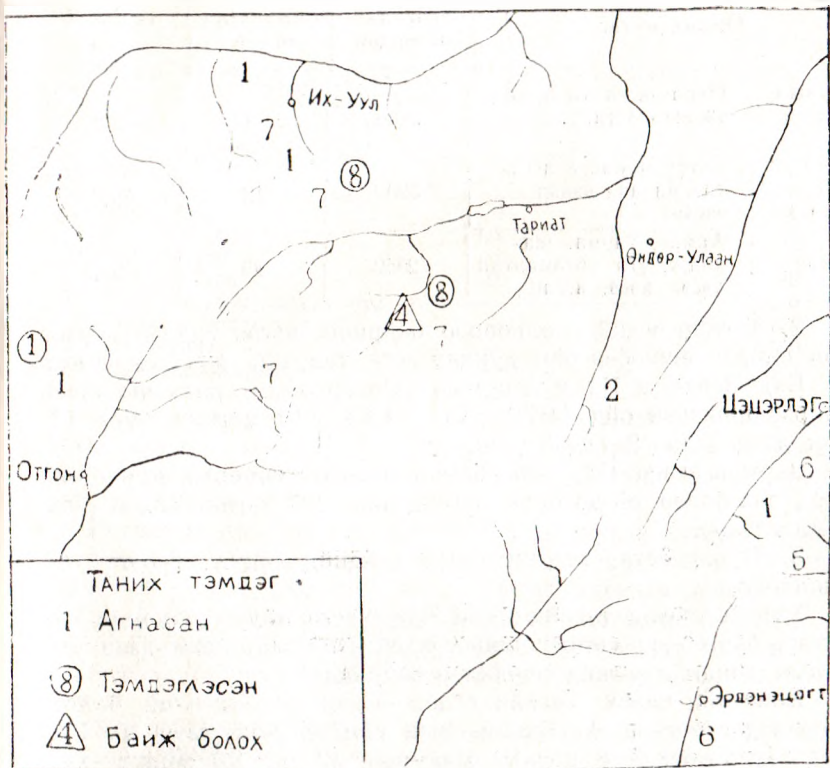 1
Их-Уул
7
1
⑧
7
Тариат
Өндөр-Улаан
⑧
4
7
①
1
7
2
Цэцэрлэг
Отгон
6
1
5
Таних тэмдэг
1 Агнасан
⑧ Тэмдэглэсэн
4 Байж болох
Эрдэнэцогт
6